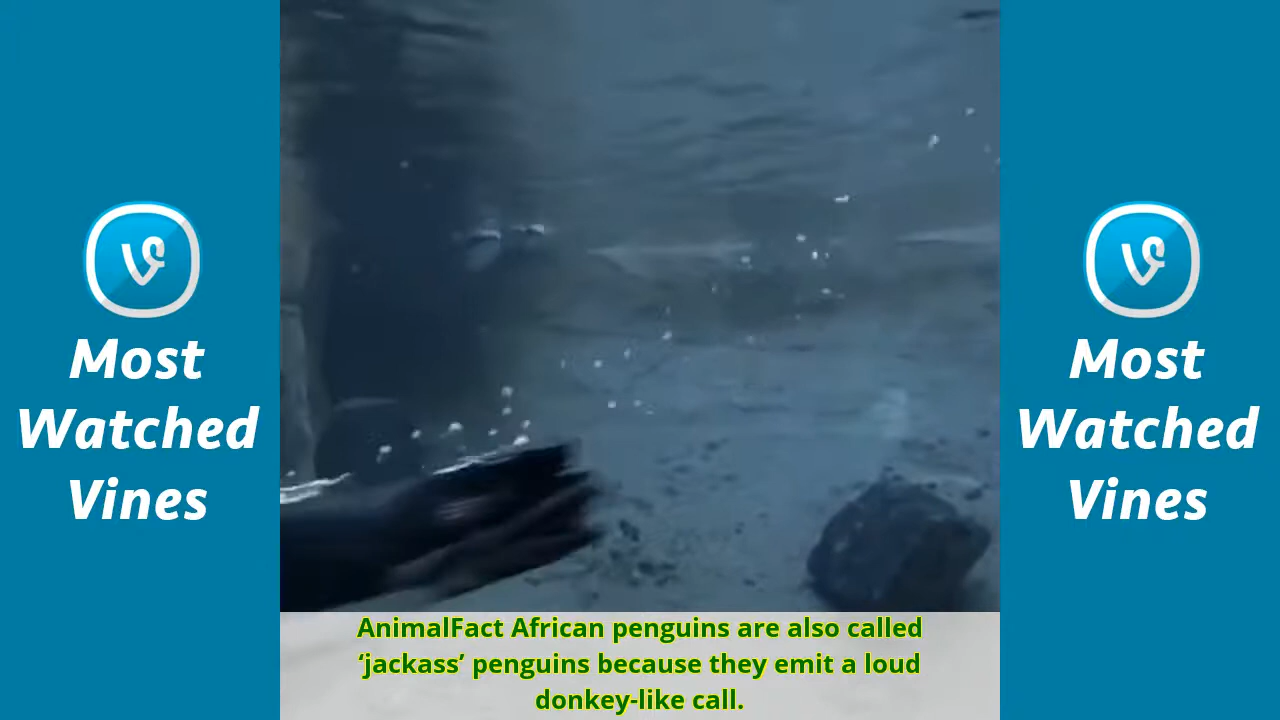 Most
Watched
Vines
Most
Watched
Vines
AnimalFact African penguins are also called
‘jackass’ penguins because they emit a loud
donkey-like call.